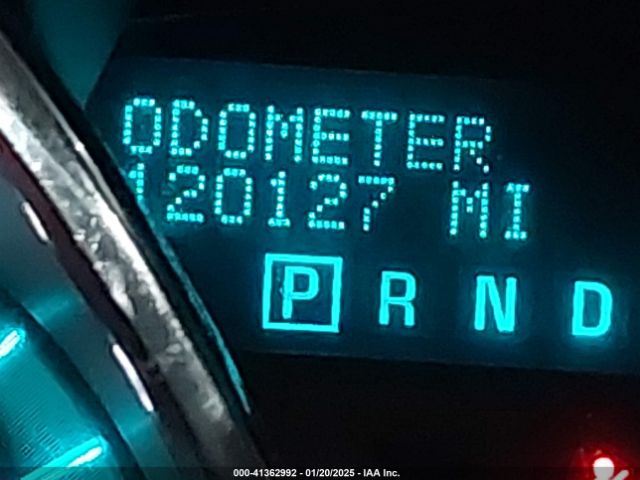 ODOMETER
120127 MI
P R N D
000-41362992 - 01/20/2025 - IAA Inc.